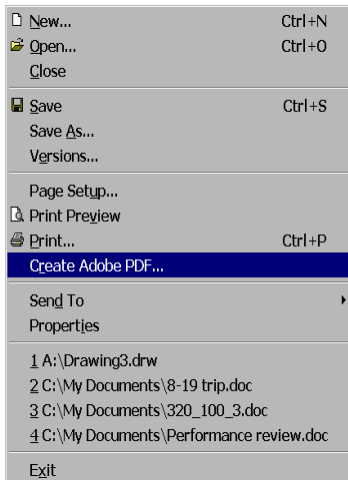 New... Ctrl+N
Open... Ctrl+O
Close
Save Ctrl+S
Save As...
Versions...
Page Setup...
Print Preview
Print... Ctrl+P
Create Adobe PDF...
Send To
Properties
1 A:\Drawing3.drw
2 C:\My Documents\8-19 trip.doc
3 C:\My Documents\320_100_3.doc
4 C:\My Documents\Performance review.doc
Exit